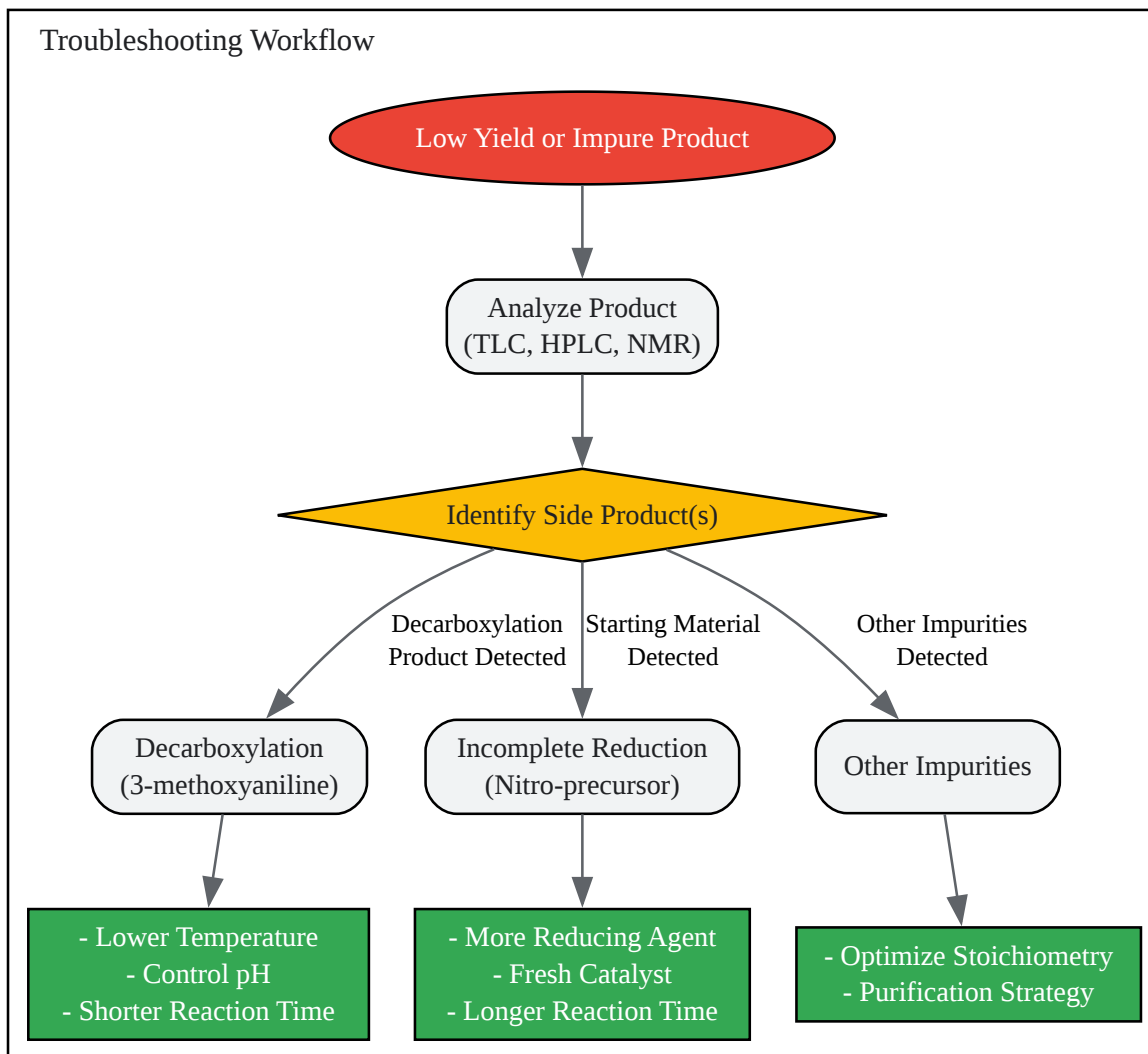 Troubleshooting Workflow
Low Yield or Impure Product
Analyze Product
(TLC, HPLC, NMR)
Identify Side Product(s)
Decarboxylation
Product Detected
Starting Material
Detected
Other Impurities
Detected
Decarboxylation
(3-methoxyaniline)
Incomplete Reduction
(Nitro-precursor)
Other Impurities
- Lower Temperature
- Control pH
- Shorter Reaction Time
- More Reducing Agent
- Fresh Catalyst
- Longer Reaction Time
- Optimize Stoichiometry
- Purification Strategy